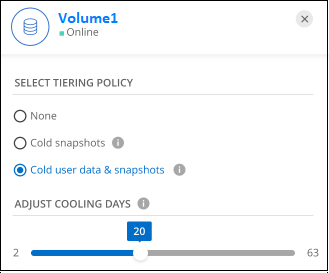 Volume1
Online
SELECT TIERING POLICY
None
Cold snapshots
Cold user data & snapshots
ADJUST COOLING DAYS
20
2 63